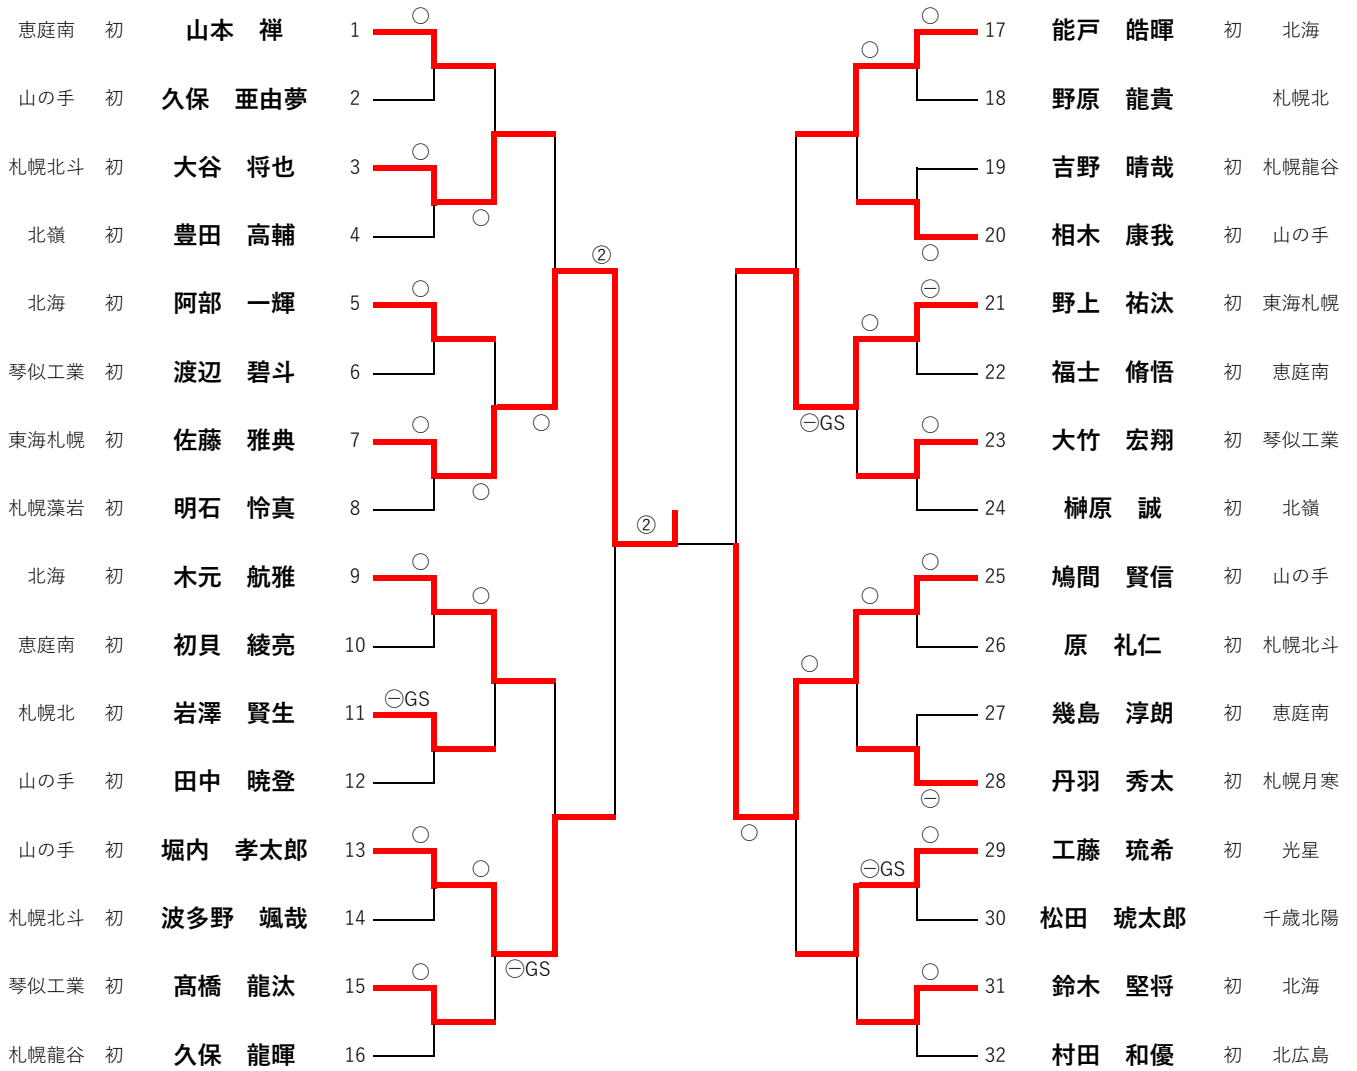 恵庭南 初 山本 禅 1 ○
山の手 初 久保 亜由夢 2
札幌北斗 初 大谷 将也 3 ○
○
北嶺 初 豊田 高輔 4
②
北海 初 阿部 一輝 5 ○
琴似工業 初 渡辺 碧斗 6
○
東海札幌 初 佐藤 雅典 7 ○
○
札幌藻岩 初 明石 怜真 8
②
北海 初 木元 航雅 9 ○
○
恵庭南 初 初貝 綾亮 10
札幌北 初 岩澤 賢生 11 ㊀GS
山の手 初 田中 暁登 12
山の手 初 堀内 孝太郎 13 ○
○
札幌北斗 初 波多野 颯哉 14
㊀GS
琴似工業 初 髙橋 龍汰 15 ○
札幌龍谷 初 久保 龍暉 16
○ 17 能戸 皓暉 初 北海
○
18 野原 龍貴 札幌北
19 吉野 晴哉 初 札幌龍谷
20 相木 康我 初 山の手
○
㊀
21 野上 祐汰 初 東海札幌
○
22 福士 脩悟 初 恵庭南
㊀GS
○ 23 大竹 宏翔 初 琴似工業
24 榊原 誠 初 北嶺
○ 25 鳩間 賢信 初 山の手
○
26 原 礼仁 初 札幌北斗
○
27 幾島 淳朗 初 恵庭南
28 丹羽 秀太 初 札幌月寒
㊀
○
○ 29 工藤 琉希 初 光星
㊀GS
30 松田 琥太郎 千歳北陽
○ 31 鈴木 堅将 初 北海
32 村田 和優 初 北広島